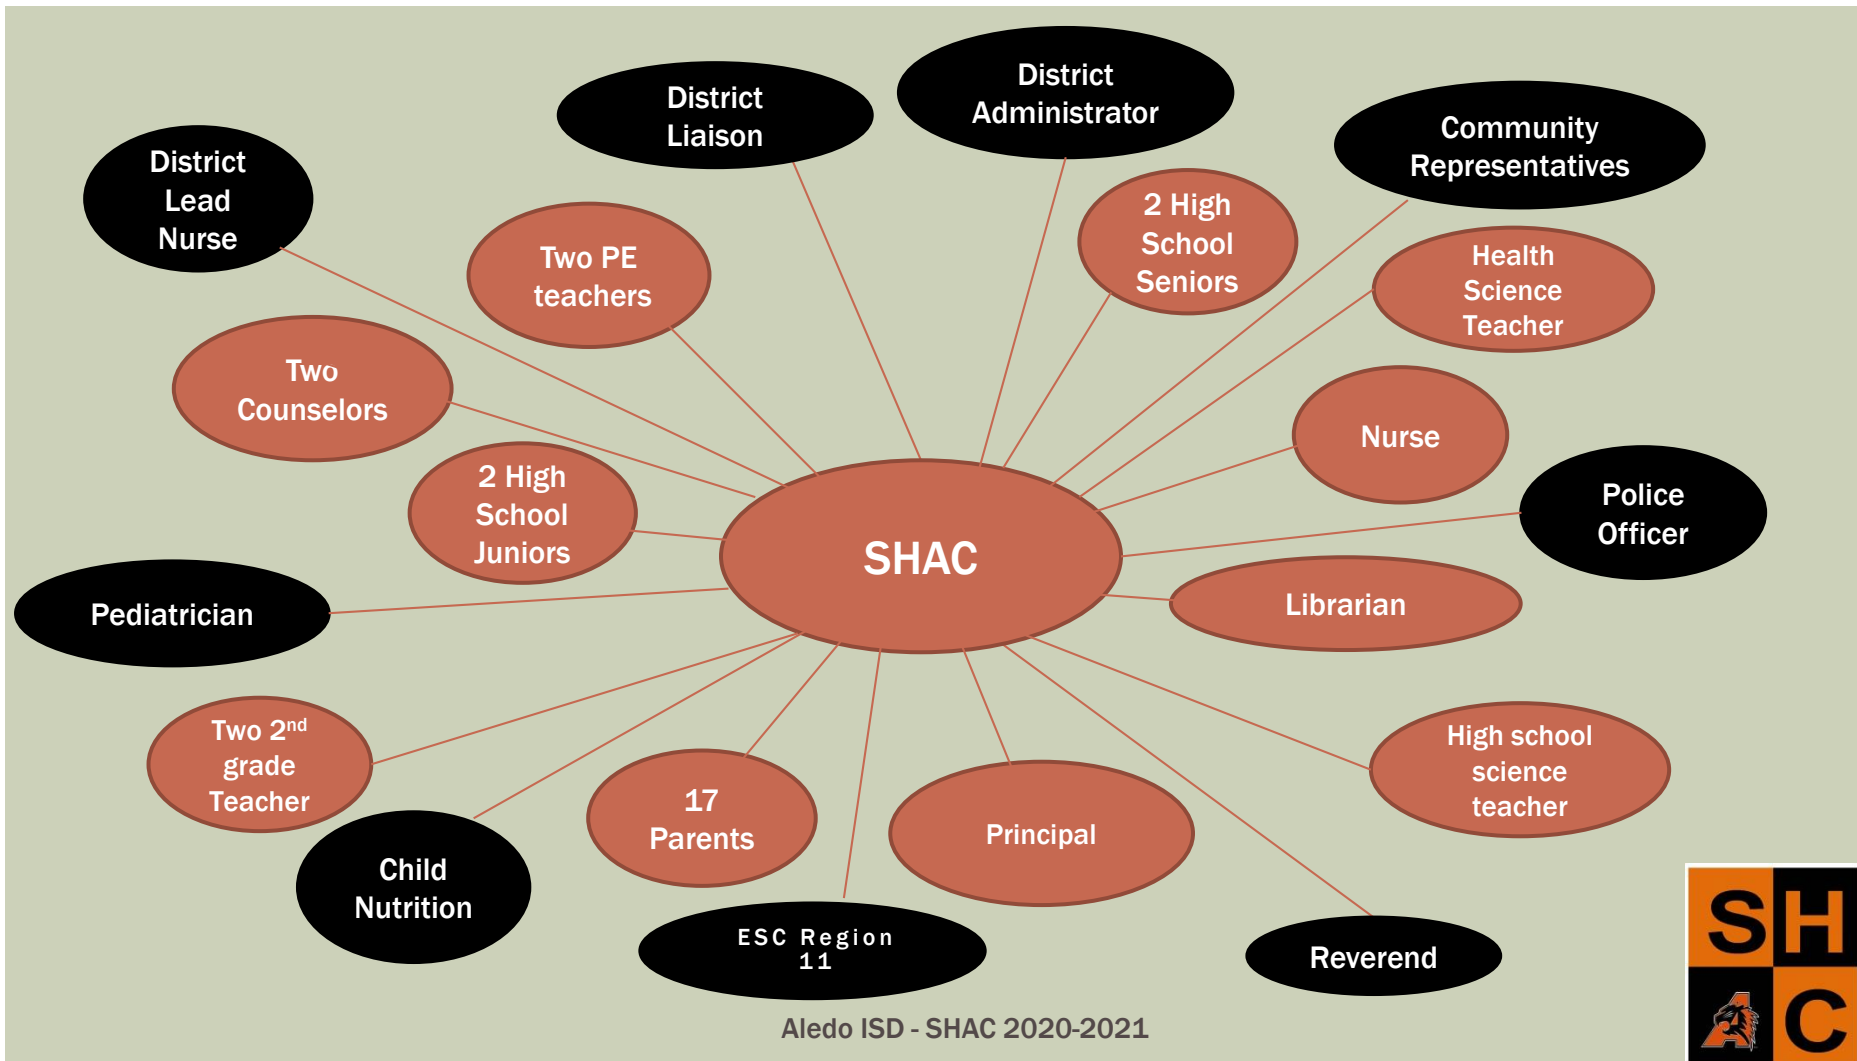 District
Administrator
District
Liaison
Community
Representatives
District
Lead
Nurse
2 High
School
Seniors
Two PE
teachers
Health
Science
Teacher
Two
Counselors
Nurse
2 High
School
Juniors
Police
Officer
SHAC
Pediatrician
Librarian
Two 2nd
grade
Teacher
High school
science
teacher
17
Parents
Principal
Child
Nutrition
ESC Region
11
Reverend
Aledo ISD - SHAC 2020-2021
SH
AC